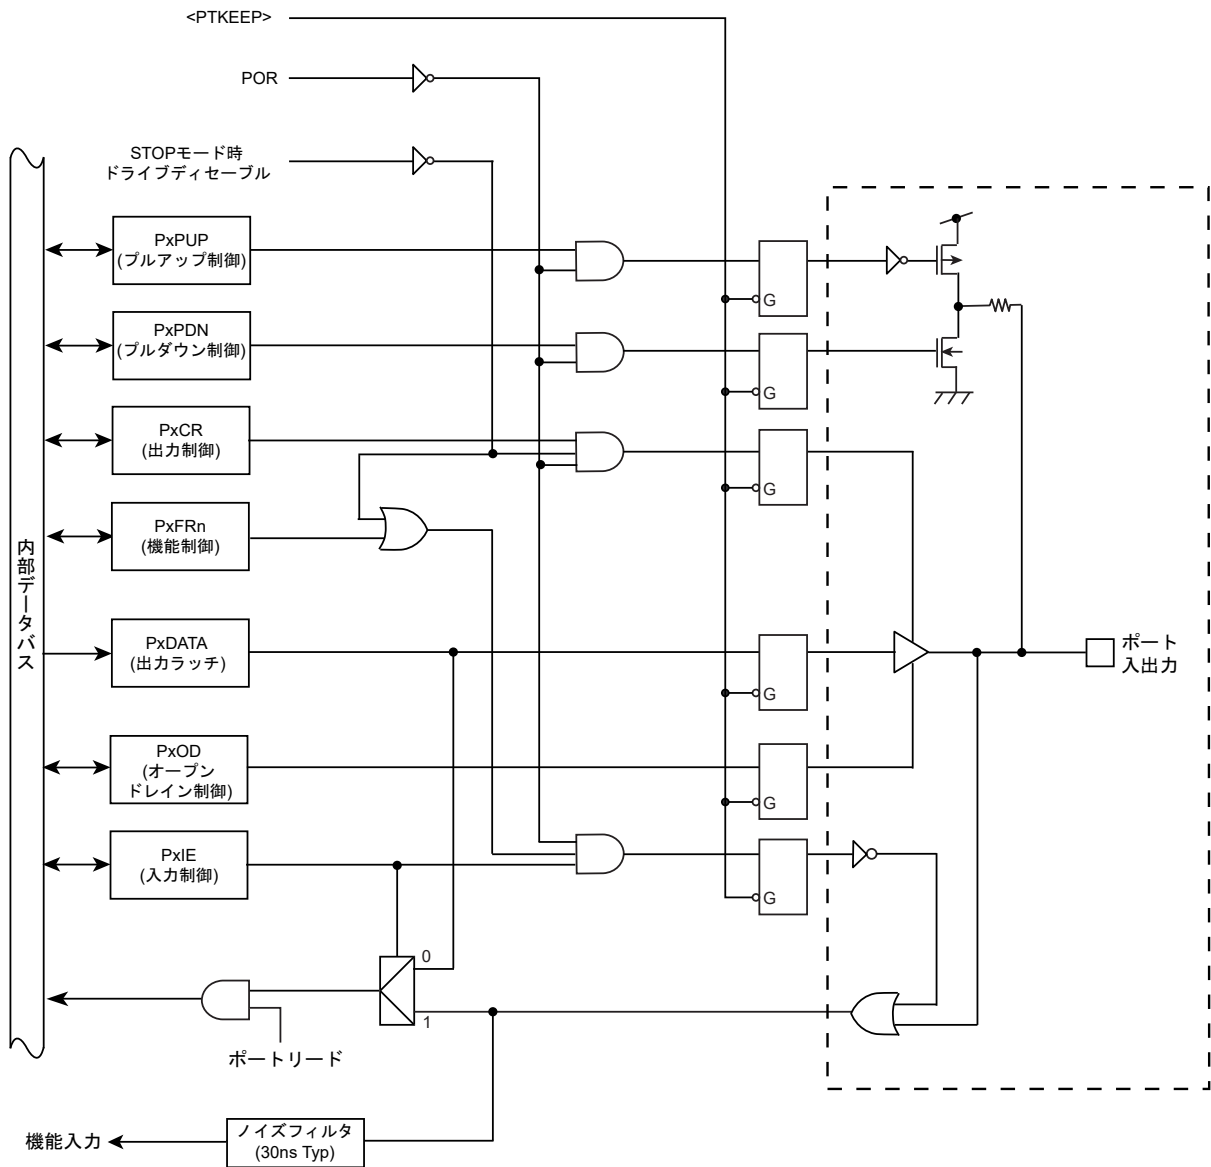 <PTKEEP>
POR
STOPモード時
ドライブディセーブル
PxPUP
(プルアップ制御)
G
PxPDN
(プルダウン制御)
G
PxCR
(出力制御)
G
PxFRn
(機能制御)
内部データバス
PxDATA
(出力ラッチ)
G
ポート
入出力
PxOD
(オープン
ドレイン制御)
G
PxIE
(入力制御)
G
0
1
ポートリード
機能入力
ノイズフィルタ
(30ns Typ)